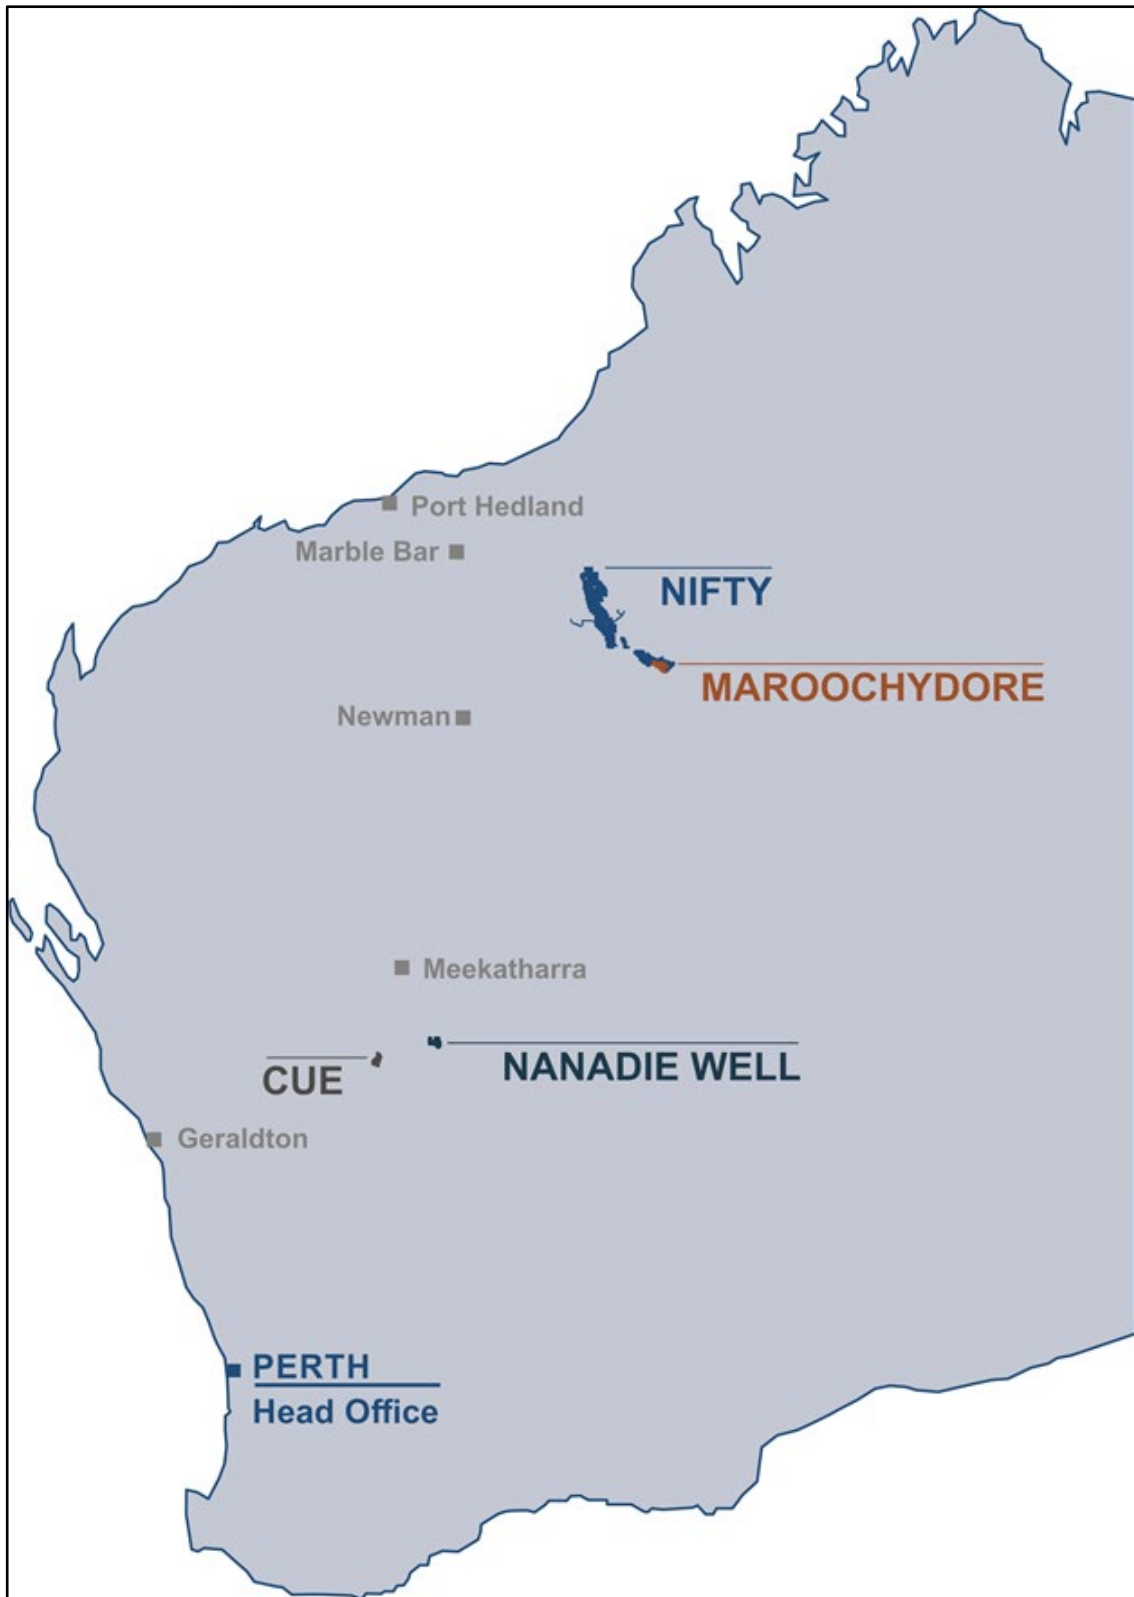 Port Hedland
Marble Bar
NIFTY
MAROOCHYDORE
Newman
Meekatharra
NANADIE WELL
CUE
Geraldton
PERTH
Head Office